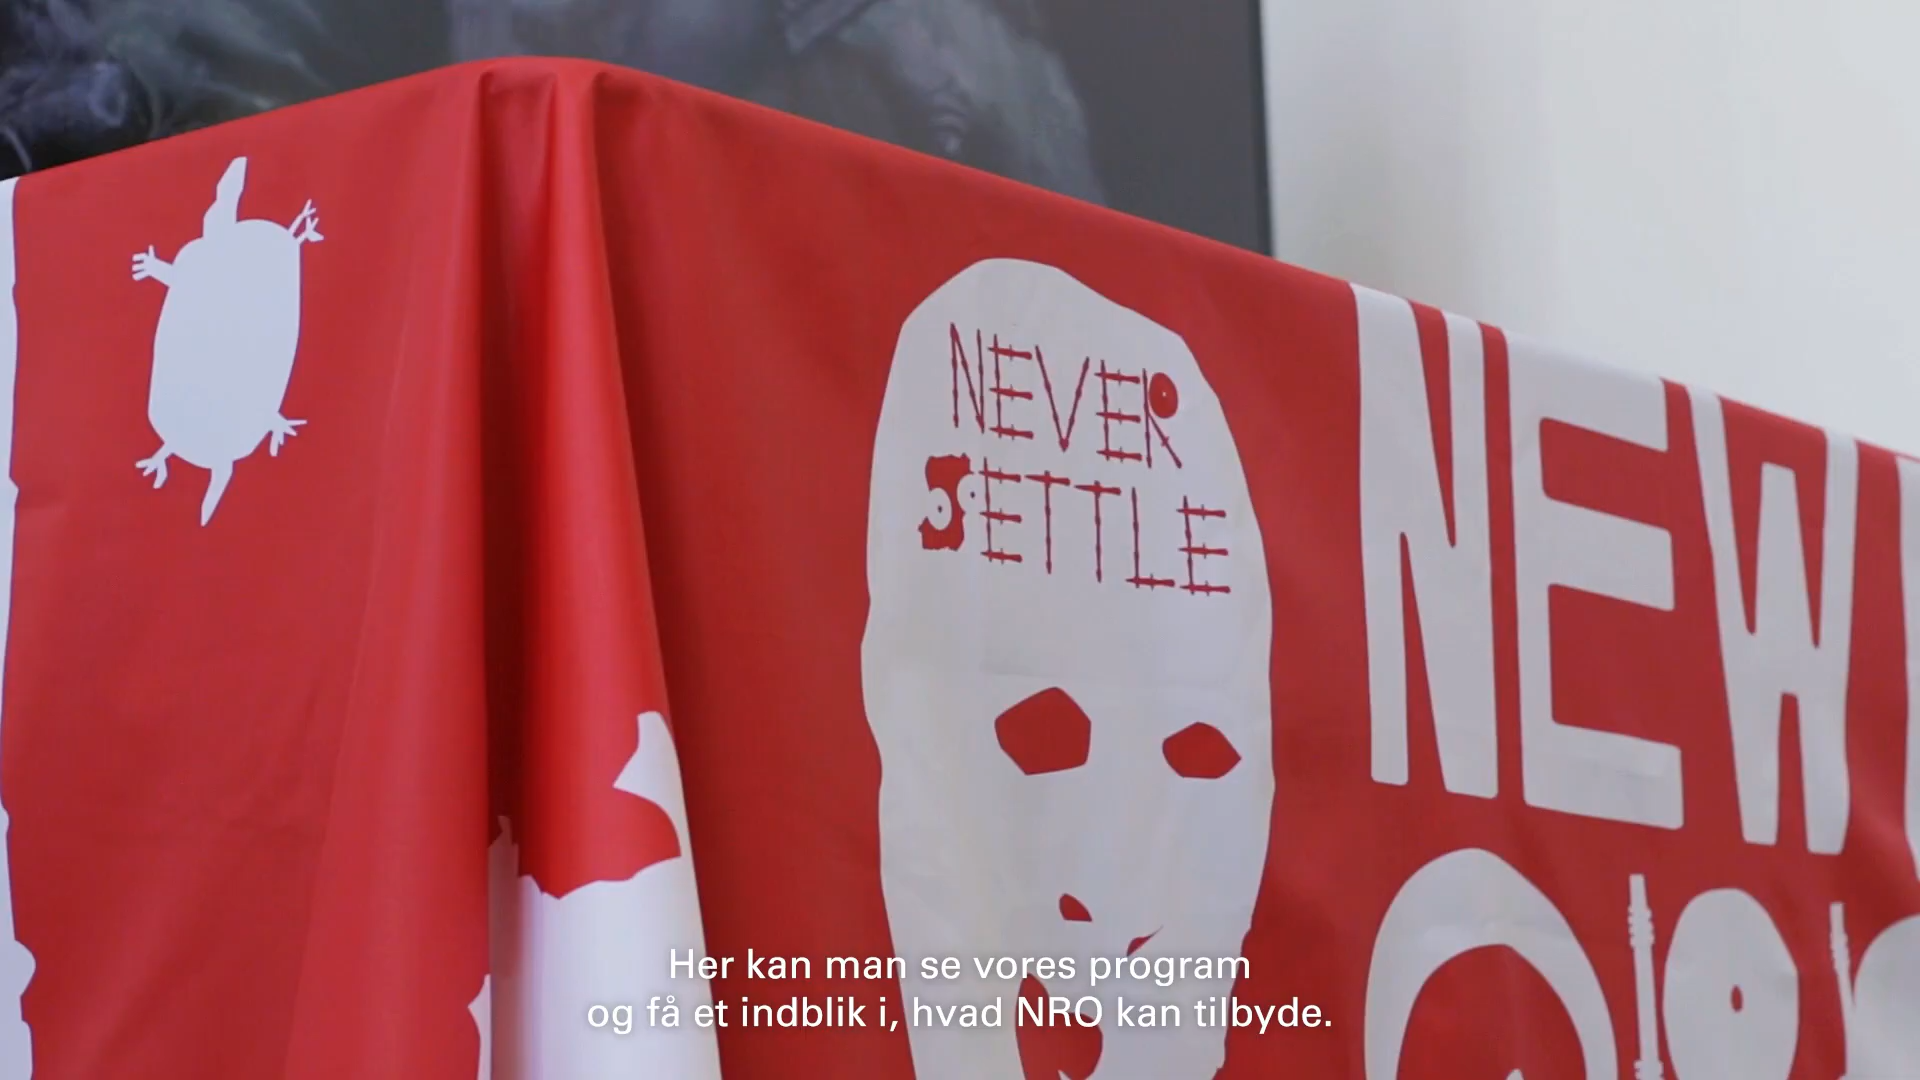 NEVER
SETTLE
NEW
Her kan man se vores program
og få et indblik i, hvad NRO kan tilbyde.